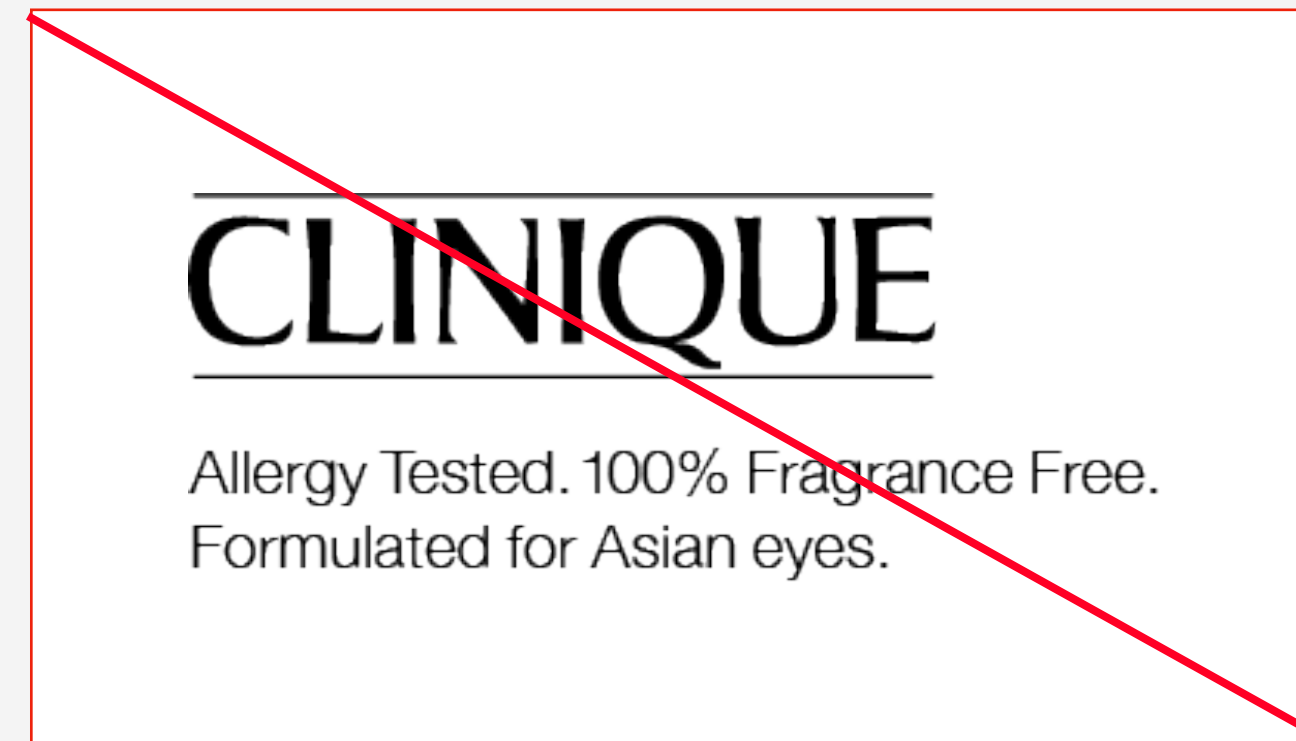 CLINIQUE
Allergy Tested. 100% Fragrance Free.
Formulated for Asian eyes.